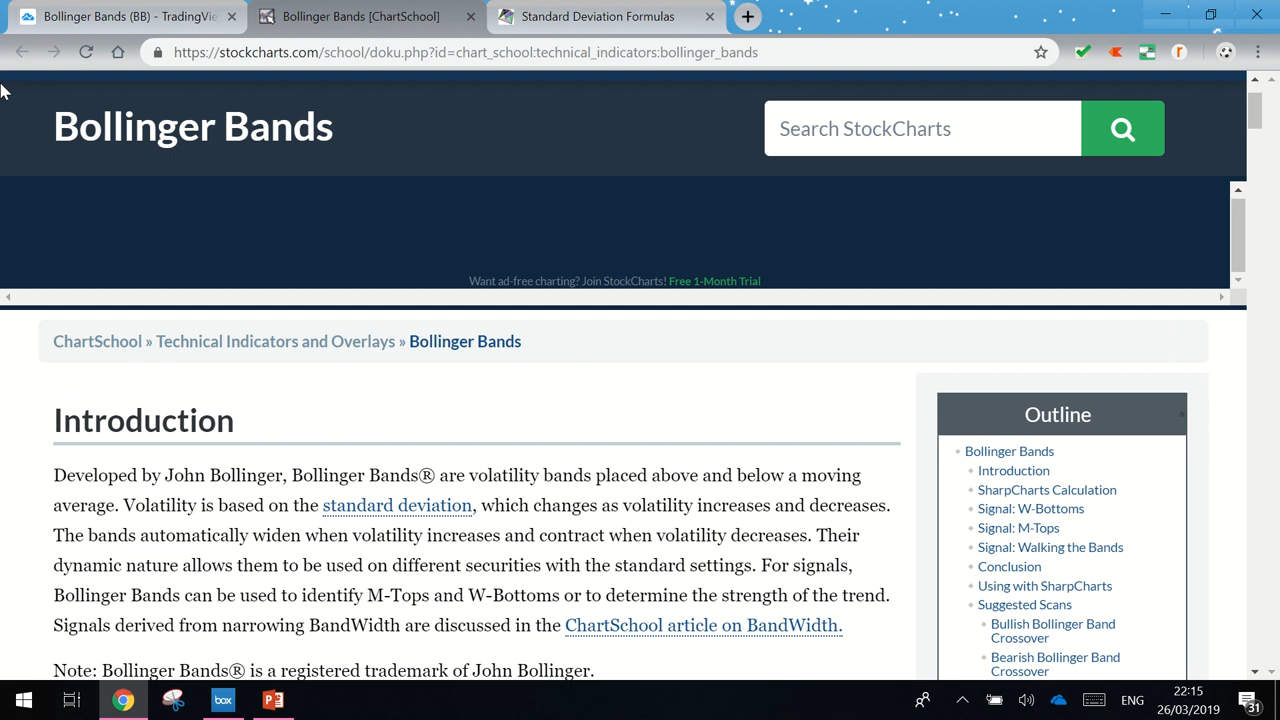 Bollinger Bands (BB) - TradingVie
Bollinger Bands [ChartSchool]
Standard Deviation Formulas
https://stockcharts.com/school/doku.php?id=chart_school:technical_indicators:bollinger_bands
Bollinger Bands
Search StockCharts
Want ad-free charting? Join StockCharts! Free 1-Month Trial
ChartSchool » Technical Indicators and Overlays » Bollinger Bands
Introduction
Developed by John Bollinger, Bollinger Bands® are volatility bands placed above and below a moving
average. Volatility is based on the standard deviation, which changes as volatility increases and decreases.
The bands automatically widen when volatility increases and contract when volatility decreases. Their
dynamic nature allows them to be used on different securities with the standard settings. For signals,
Bollinger Bands can be used to identify M-Tops and W-Bottoms or to determine the strength of the trend.
Signals derived from narrowing BandWidth are discussed in the ChartSchool article on BandWidth.
Note: Bollinger Bands® is a registered trademark of John Bollinger.
Outline
Bollinger Bands
Introduction
SharpCharts Calculation
Signal: W-Bottoms
Signal: M-Tops
Signal: Walking the Bands
Conclusion
Using with SharpCharts
Suggested Scans
Bullish Bollinger Band
Crossover
Bearish Bollinger Band
Crossover
box
ENG
22:15
26/03/2019
31